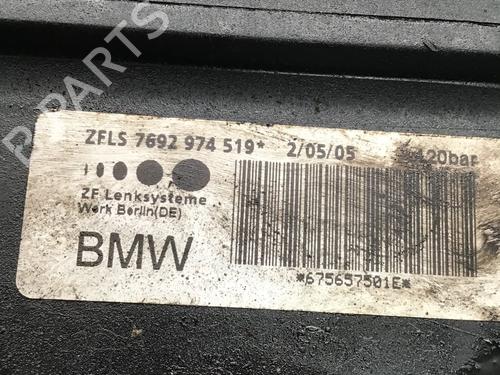 B-PARTS
ZFLS 7692 974 519* 2/05/05 120bar
ZF Lenksysteme
Werk Berlin(DE)
BMW
*675657501E*